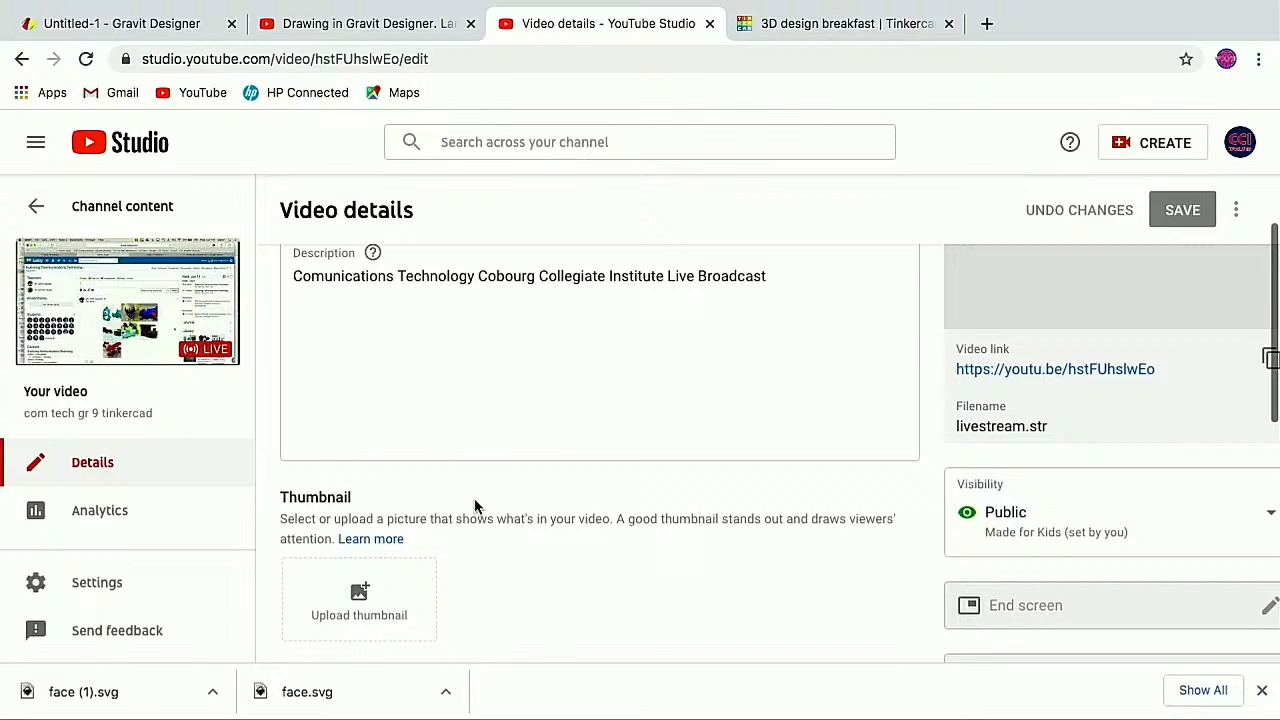 Untitled-1 - Gravit Designer
Drawing in Gravit Designer. La
Video details - YouTube Studio
3D design breakfast | Tinkerca
studio.youtube.com/video/hstFUhslwEo/edit
Apps
Gmail
YouTube
HP Connected
Maps
Studio
Search across your channel
CREATE
Channel content
Video details
UNDO CHANGES
SAVE
LIVE
Your video
com tech gr 9 tinkercad
Details
Analytics
Settings
Send feedback
Description
Comunications Technology Cobourg Collegiate Institute Live Broadcast
Thumbnail
Select or upload a picture that shows what's in your video. A good thumbnail stands out and draws viewers'
attention. Learn more
Upload thumbnail
Video link
https://youtu.be/hstFUhslwEo
Filename
livestream.str
Visibility
Public
Made for Kids (set by you)
End screen
face (1).svg
face.svg
Show All